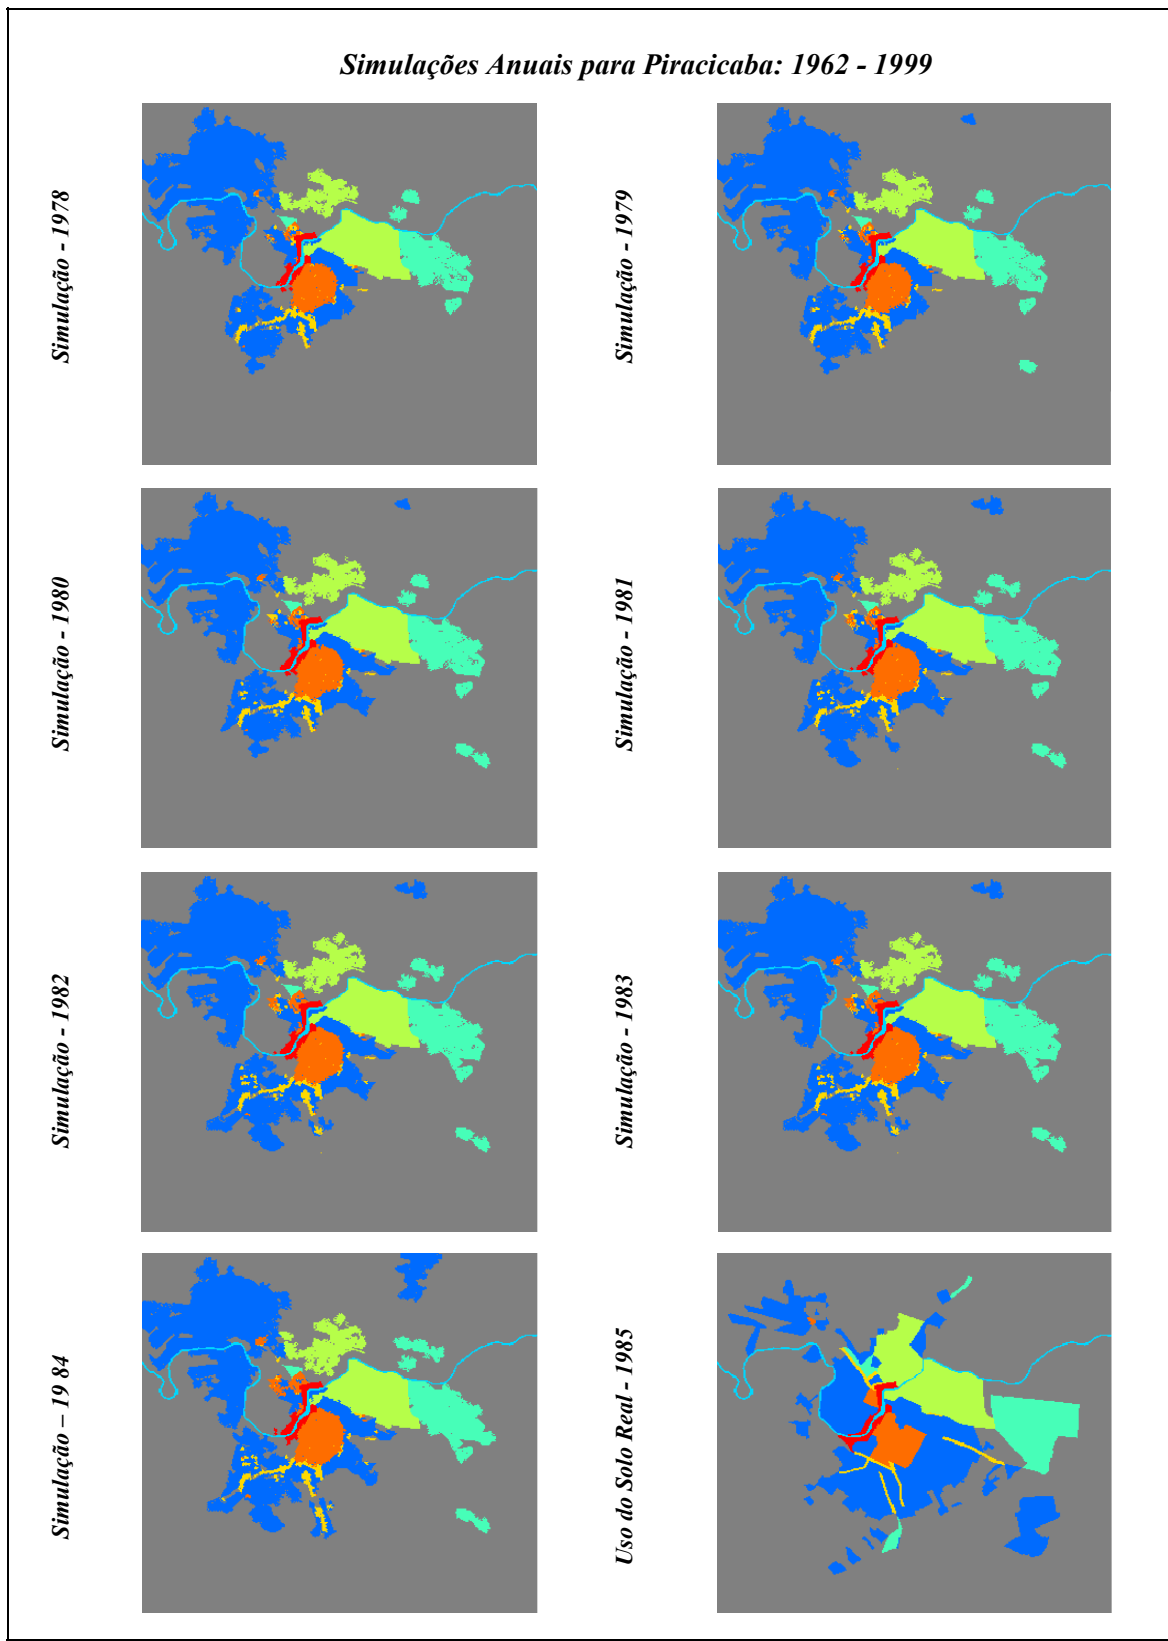 Simulações Anuais para Piracicaba: 1962 - 1999
Simulação - 1978
Simulação - 1979
Simulação - 1980
Simulação - 1981
Simulação - 1982
Simulação - 1983
Simulação – 19 84
Uso do Solo Real - 1985